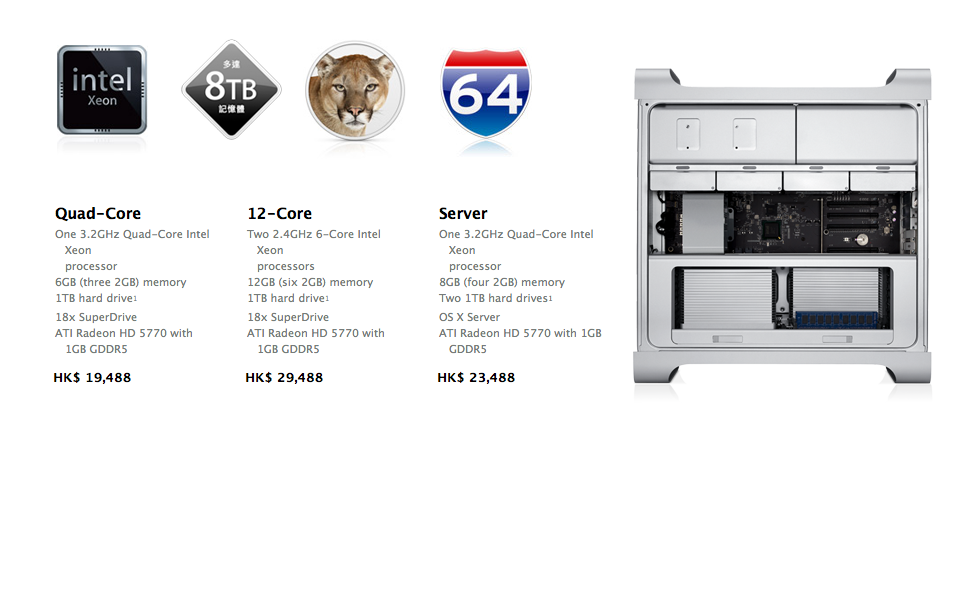 intel
Xeon
多達
8TB
記憶體
64
Quad-Core
One 3.2GHz Quad-Core Intel
Xeon
processor
6GB (three 2GB) memory
1TB hard drive1
18x SuperDrive
ATI Radeon HD 5770 with
1GB GDDR5
HK$ 19,488
12-Core
Two 2.4GHz 6-Core Intel
Xeon
processors
12GB (six 2GB) memory
1TB hard drive1
18x SuperDrive
ATI Radeon HD 5770 with
1GB GDDR5
HK$ 29,488
Server
One 3.2GHz Quad-Core Intel
Xeon
processor
8GB (four 2GB) memory
Two 1TB hard drives1
OS X Server
ATI Radeon HD 5770 with 1GB
GDDR5
HK$ 23,488